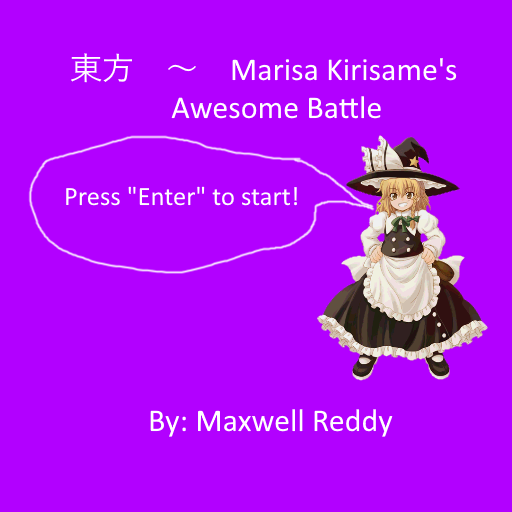 東方　～　Marisa Kirisame's
Awesome Battle
Press "Enter" to start!
By: Maxwell Reddy